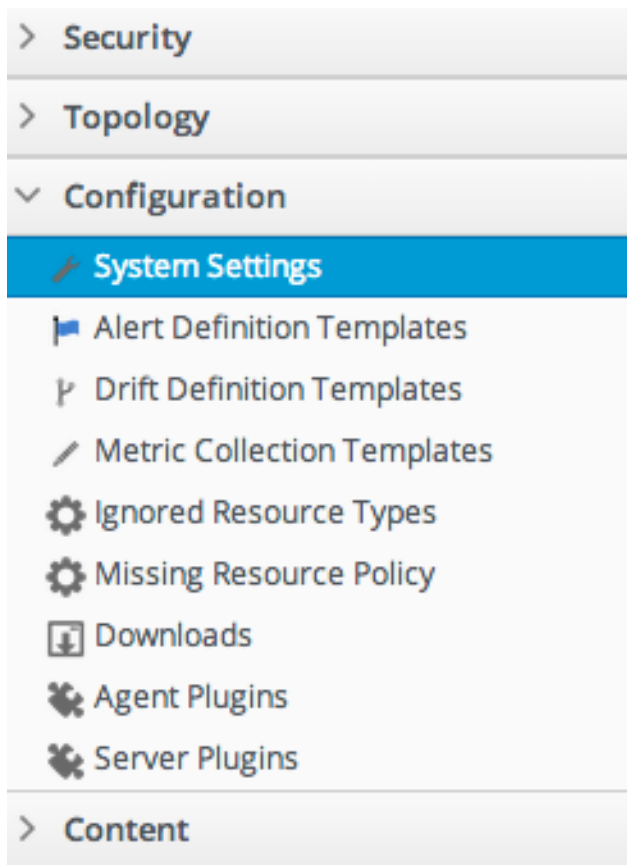 Security
Topology
Configuration
System Settings
Alert Definition Templates
Drift Definition Templates
Metric Collection Templates
Ignored Resource Types
Missing Resource Policy
Downloads
Agent Plugins
Server Plugins
Content